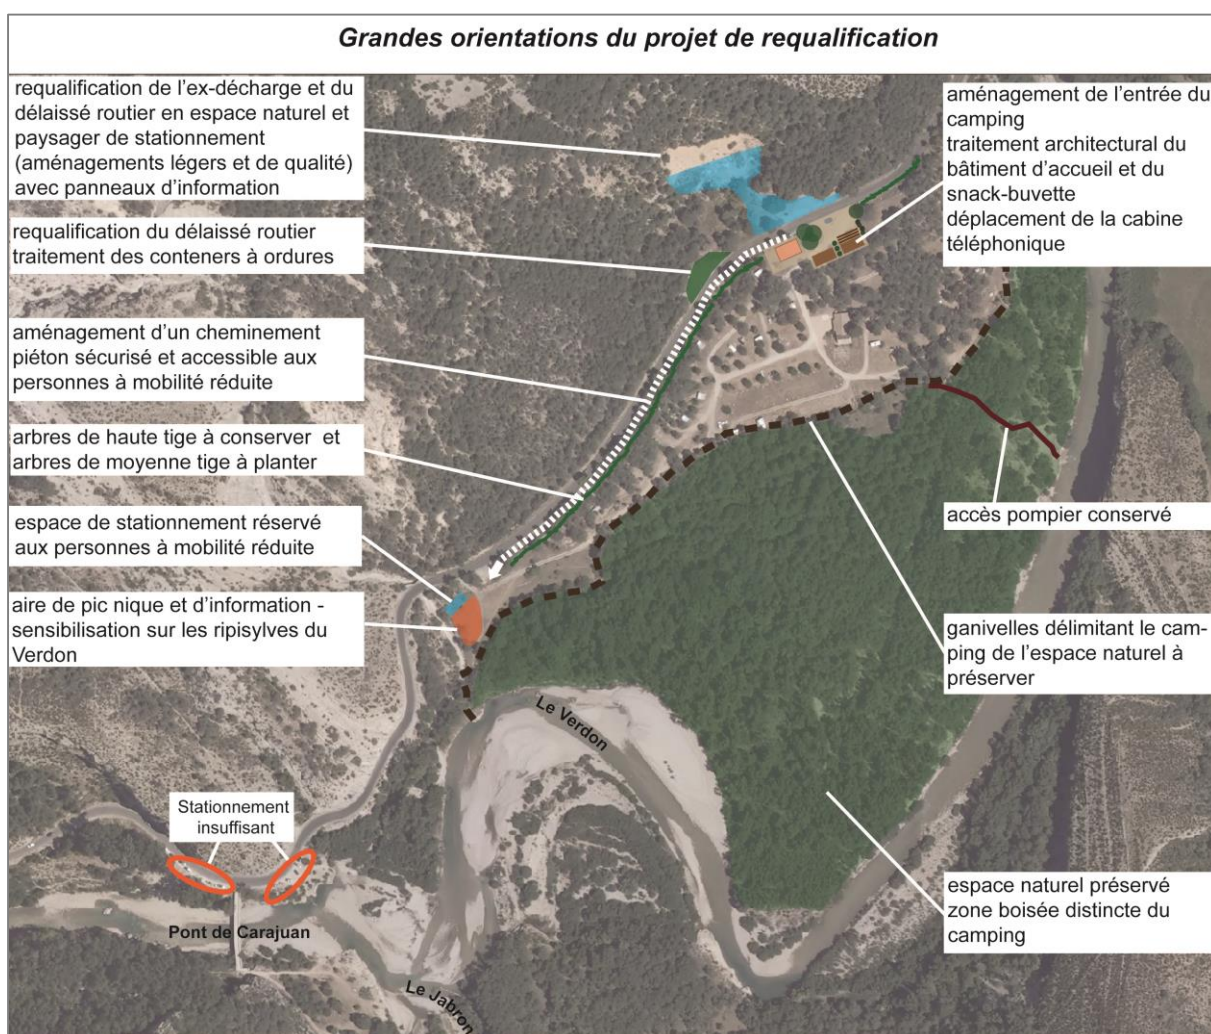 Grandes orientations du projet de requalification
requalification de l'ex-décharge et du
délaissé routier en espace naturel et
paysager de stationnement
(aménagements légers et de qualité)
avec panneaux d'information
requalification du délaissé routier
traitement des conteners à ordures
aménagement d'un cheminement
piéton sécurisé et accessible aux
personnes à mobilité réduite
arbres de haute tige à conserver et
arbres de moyenne tige à planter
espace de stationnement réservé
aux personnes à mobilité réduite
aire de pic nique et d'information -
sensibilisation sur les ripisylves du
Verdon
aménagement de l'entrée du
camping
traitement architectural du
bâtiment d'accueil et du
snack-buvette
déplacement de la cabine
téléphonique
accès pompier conservé
ganivelles délimitant le cam-
ping de l'espace naturel à
préserver
espace naturel préservé
zone boisée distincte du
camping
Le Verdon
Stationnement
insuffisant
Pont de Carajuan
Le Jabron